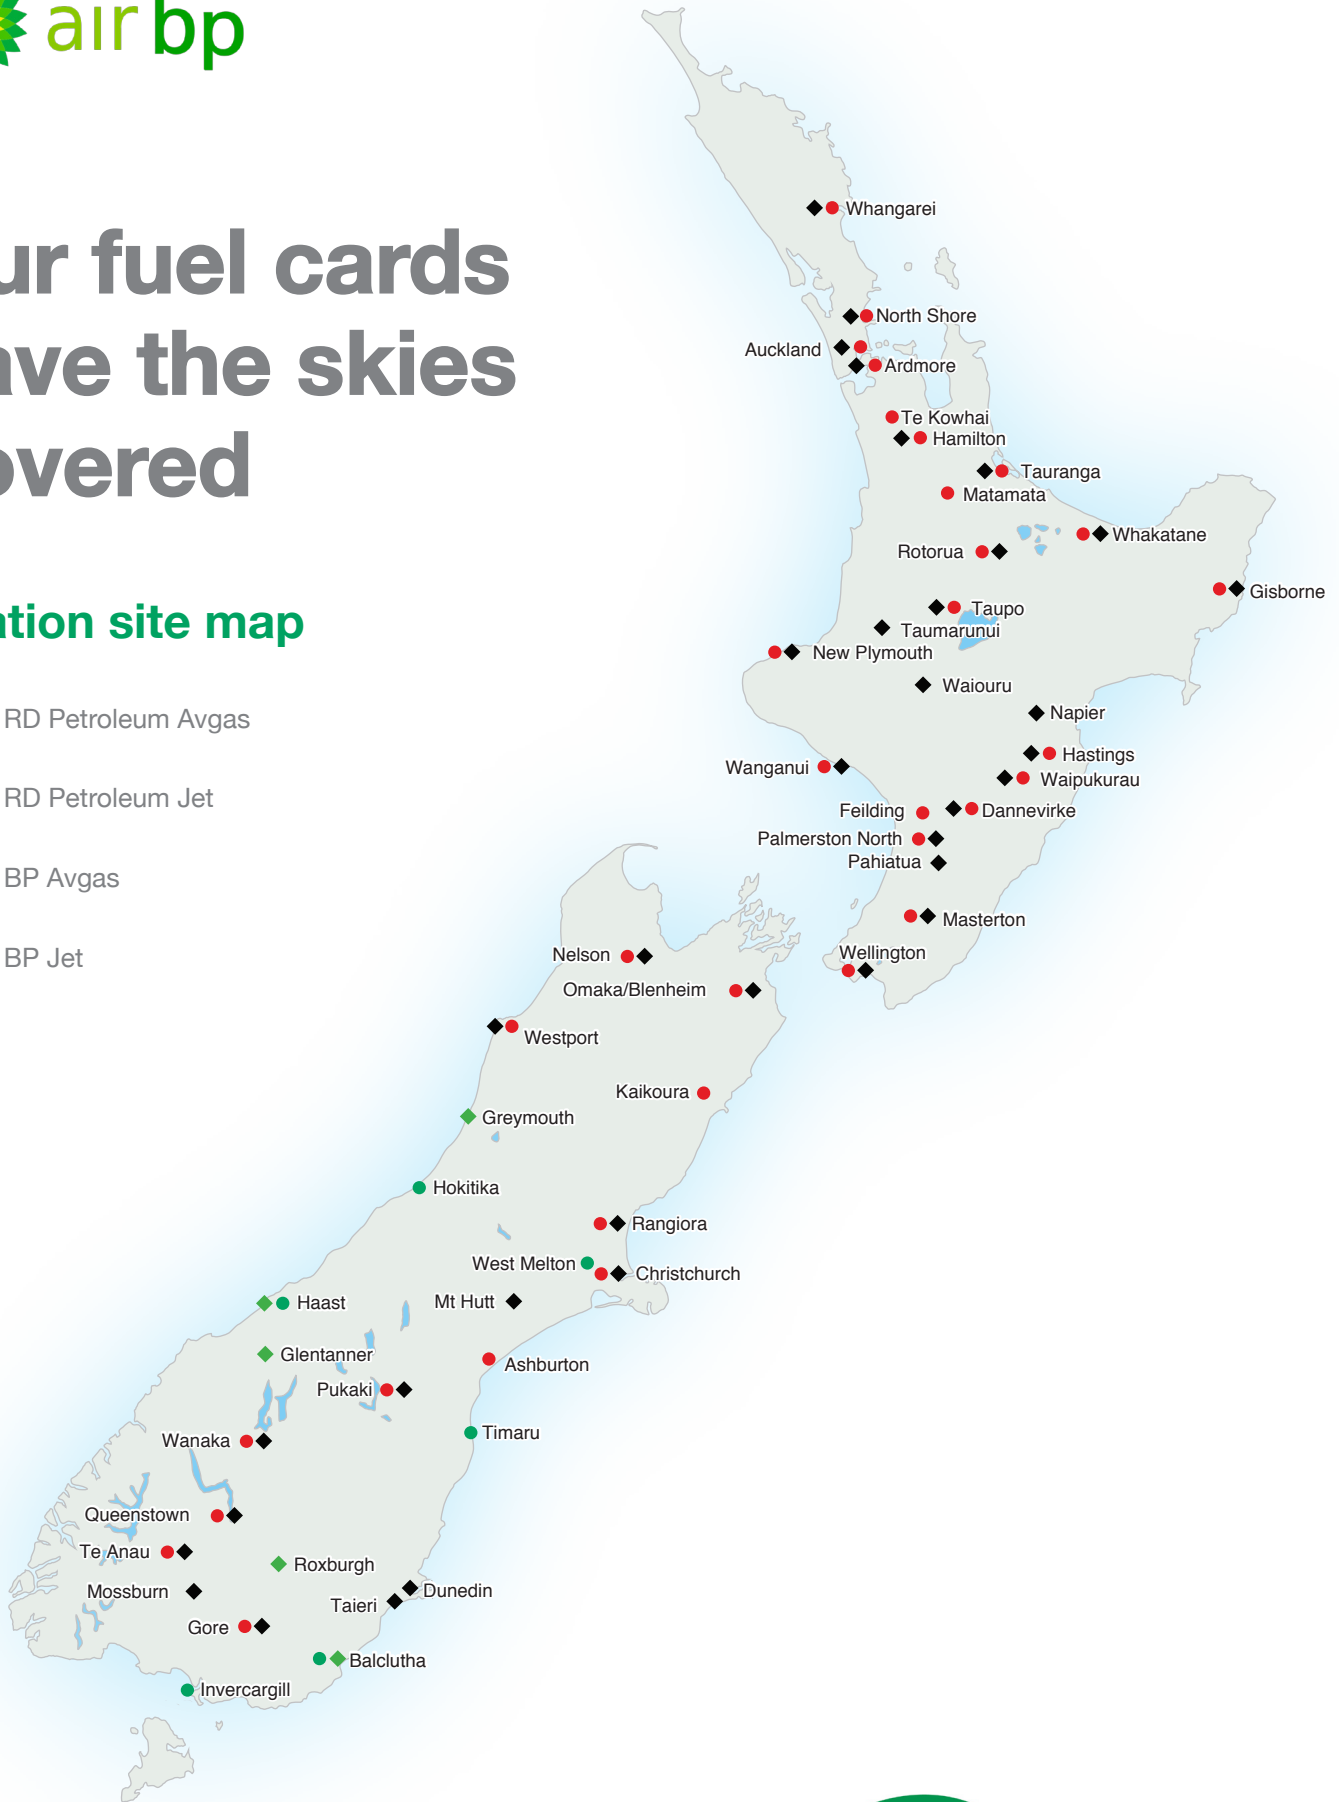 air bp
ur fuel cards
ave the skies
overed
ation site map
RD Petroleum Avgas
RD Petroleum Jet
BP Avgas
BP Jet
Whangarei
North Shore
Auckland
Ardmore
Te Kowhai
Hamilton
Tauranga
Matamata
Whakatane
Rotorua
Gisborne
Taupo
Taumarunui
New Plymouth
Waiouru
Napier
Hastings
Wanganui
Waipukurau
Feilding
Dannevirke
Palmerston North
Pahiatua
Masterton
Wellington
Nelson
Omaka/Blenheim
Westport
Kaikoura
Greymouth
Hokitika
Rangiora
West Melton
Christchurch
Mt Hutt
Haast
Glentanner
Ashburton
Pukaki
Timaru
Wanaka
Queenstown
Te Anau
Roxburgh
Mossburn
Dunedin
Taieri
Gore
Balclutha
Invercargill